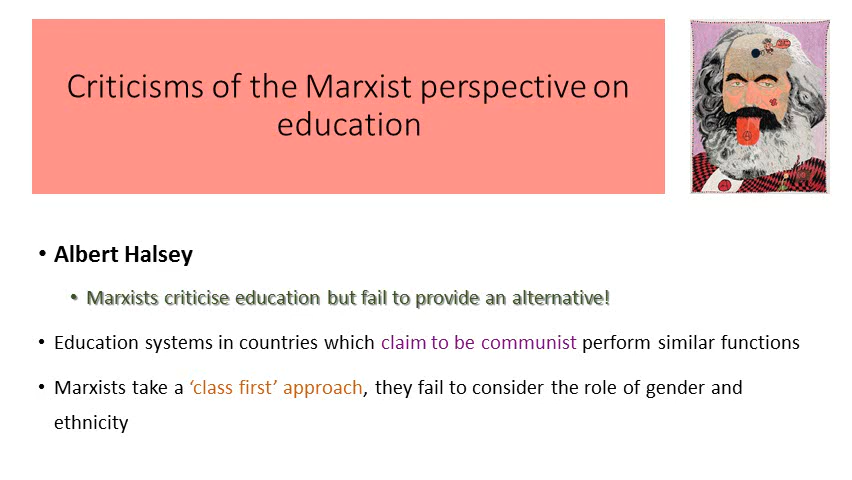 Criticisms of the Marxist perspective on
education
• Albert Halsey
• Marxists criticise education but fail to provide an alternative!
• Education systems in countries which claim to be communist perform similar functions
• Marxists take a ‘class first’ approach, they fail to consider the role of gender and
ethnicity